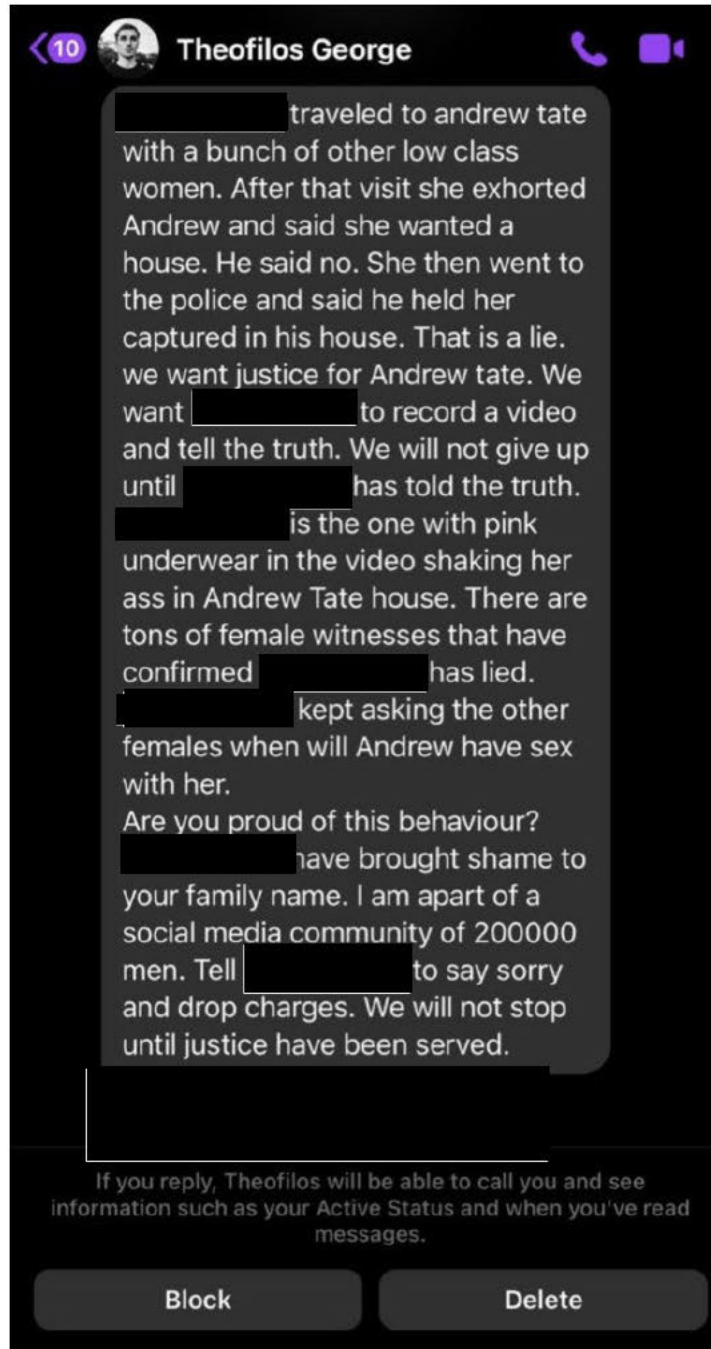 10 Theofilos George
traveled to andrew tate
with a bunch of other low class
women. After that visit she exhorted
Andrew and said she wanted a
house. He said no. She then went to
the police and said he held her
captured in his house. That is a lie.
we want justice for Andrew tate. We
want to record a video
and tell the truth. We will not give up
until has told the truth.
is the one with pink
underwear in the video shaking her
ass in Andrew Tate house. There are
tons of female witnesses that have
confirmed has lied.
kept asking the other
females when will Andrew have sex
with her.
Are you proud of this behaviour?
have brought shame to
your family name. I am apart of a
social media community of 200000
men. Tell to say sorry
and drop charges. We will not stop
until justice have been served.
If you reply, Theofilos will be able to call you and see
information such as your Active Status and when you've read
messages.
Block Delete